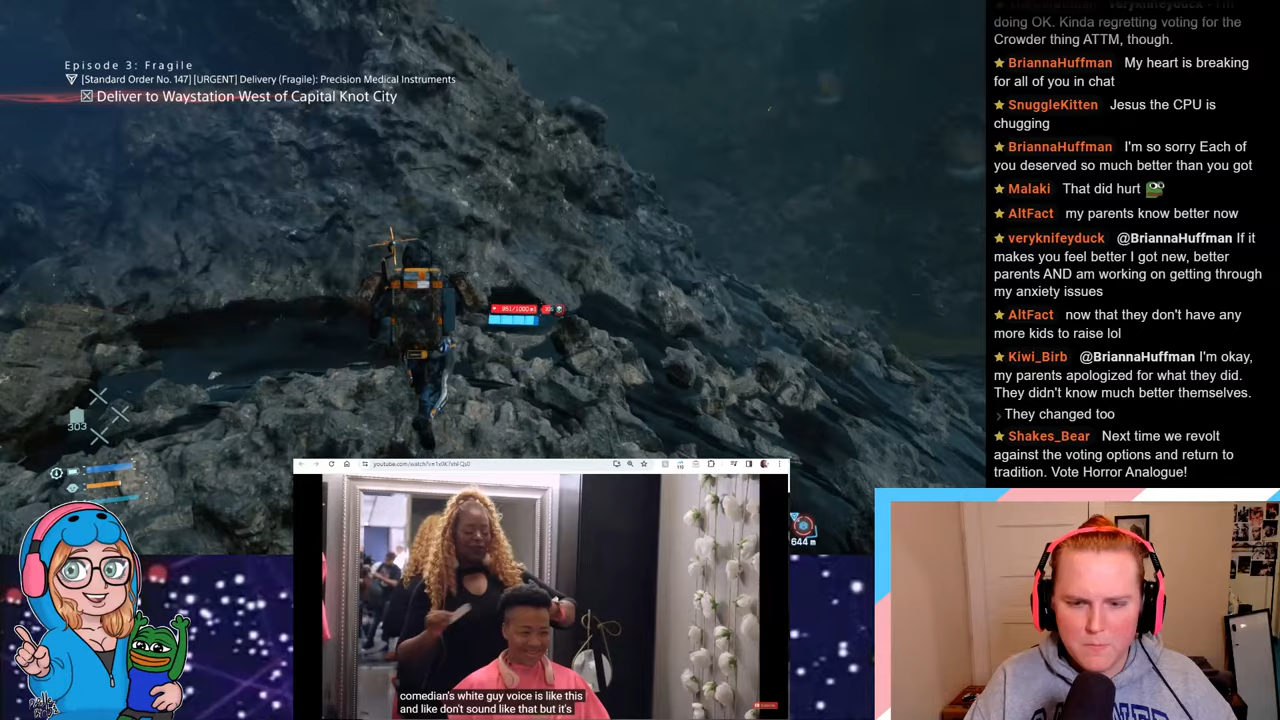 Episode 3: Fragile
[Standard Order No. 147] [URGENT] Delivery (Fragile): Precision Medical Instruments
Deliver to Waystation West of Capital Knot City
303
644 m
comedian's white guy voice is like this
and like don't sound like that but it's
doing OK. Kinda regretting voting for the
Crowder thing ATTM, though.
BriannaHuffman My heart is breaking
for all of you in chat
SnuggleKitten Jesus the CPU is
chugging
BriannaHuffman I'm so sorry Each of
you deserved so much better than you got
Malaki That did hurt
AltFact my parents know better now
veryknifeyduck @BriannaHuffman If it
makes you feel better I got new, better
parents AND am working on getting through
my anxiety issues
AltFact now that they don't have any
more kids to raise lol
Kiwi_Birb @BriannaHuffman I'm okay,
my parents apologized for what they did.
They didn't know much better themselves.
They changed too
Shakes_Bear Next time we revolt
against the voting options and return to
tradition. Vote Horror Analogue!